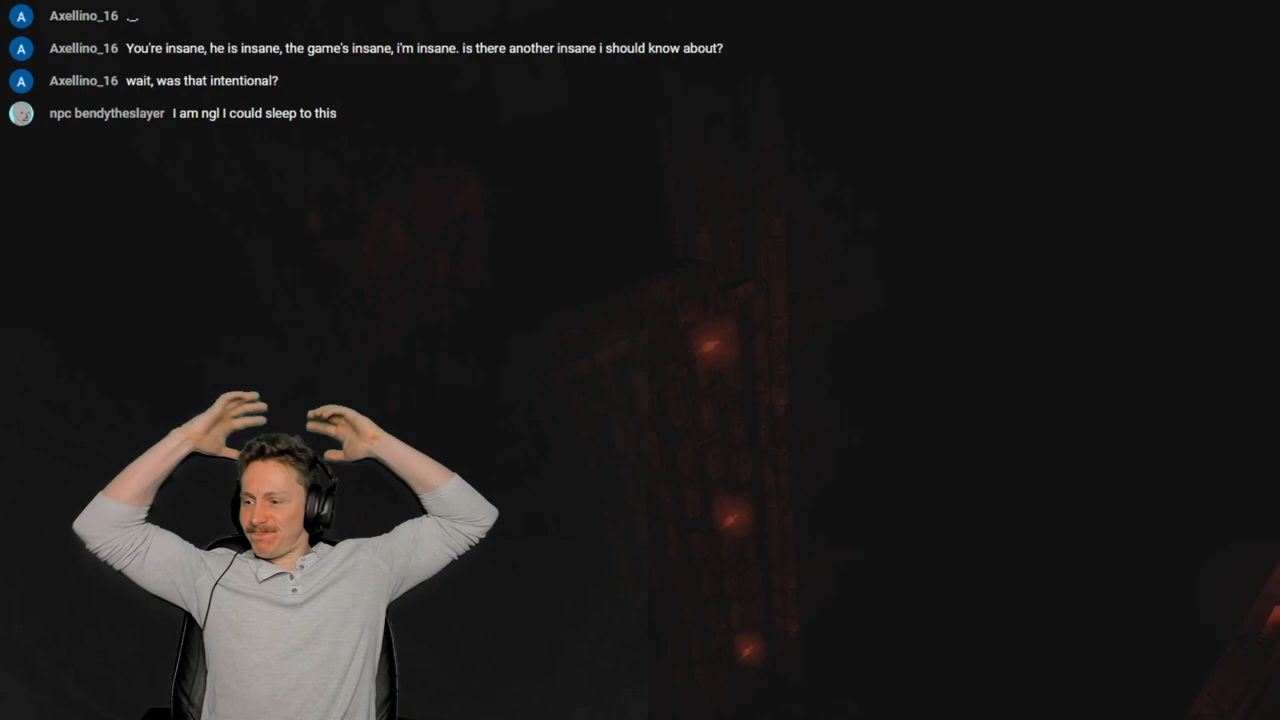 A Axellino_16 ._.
A Axellino_16 You're insane, he is insane, the game's insane, i'm insane. is there another insane i should know about?
A Axellino_16 wait, was that intentional?
npc bendytheslayer I am ngl I could sleep to this